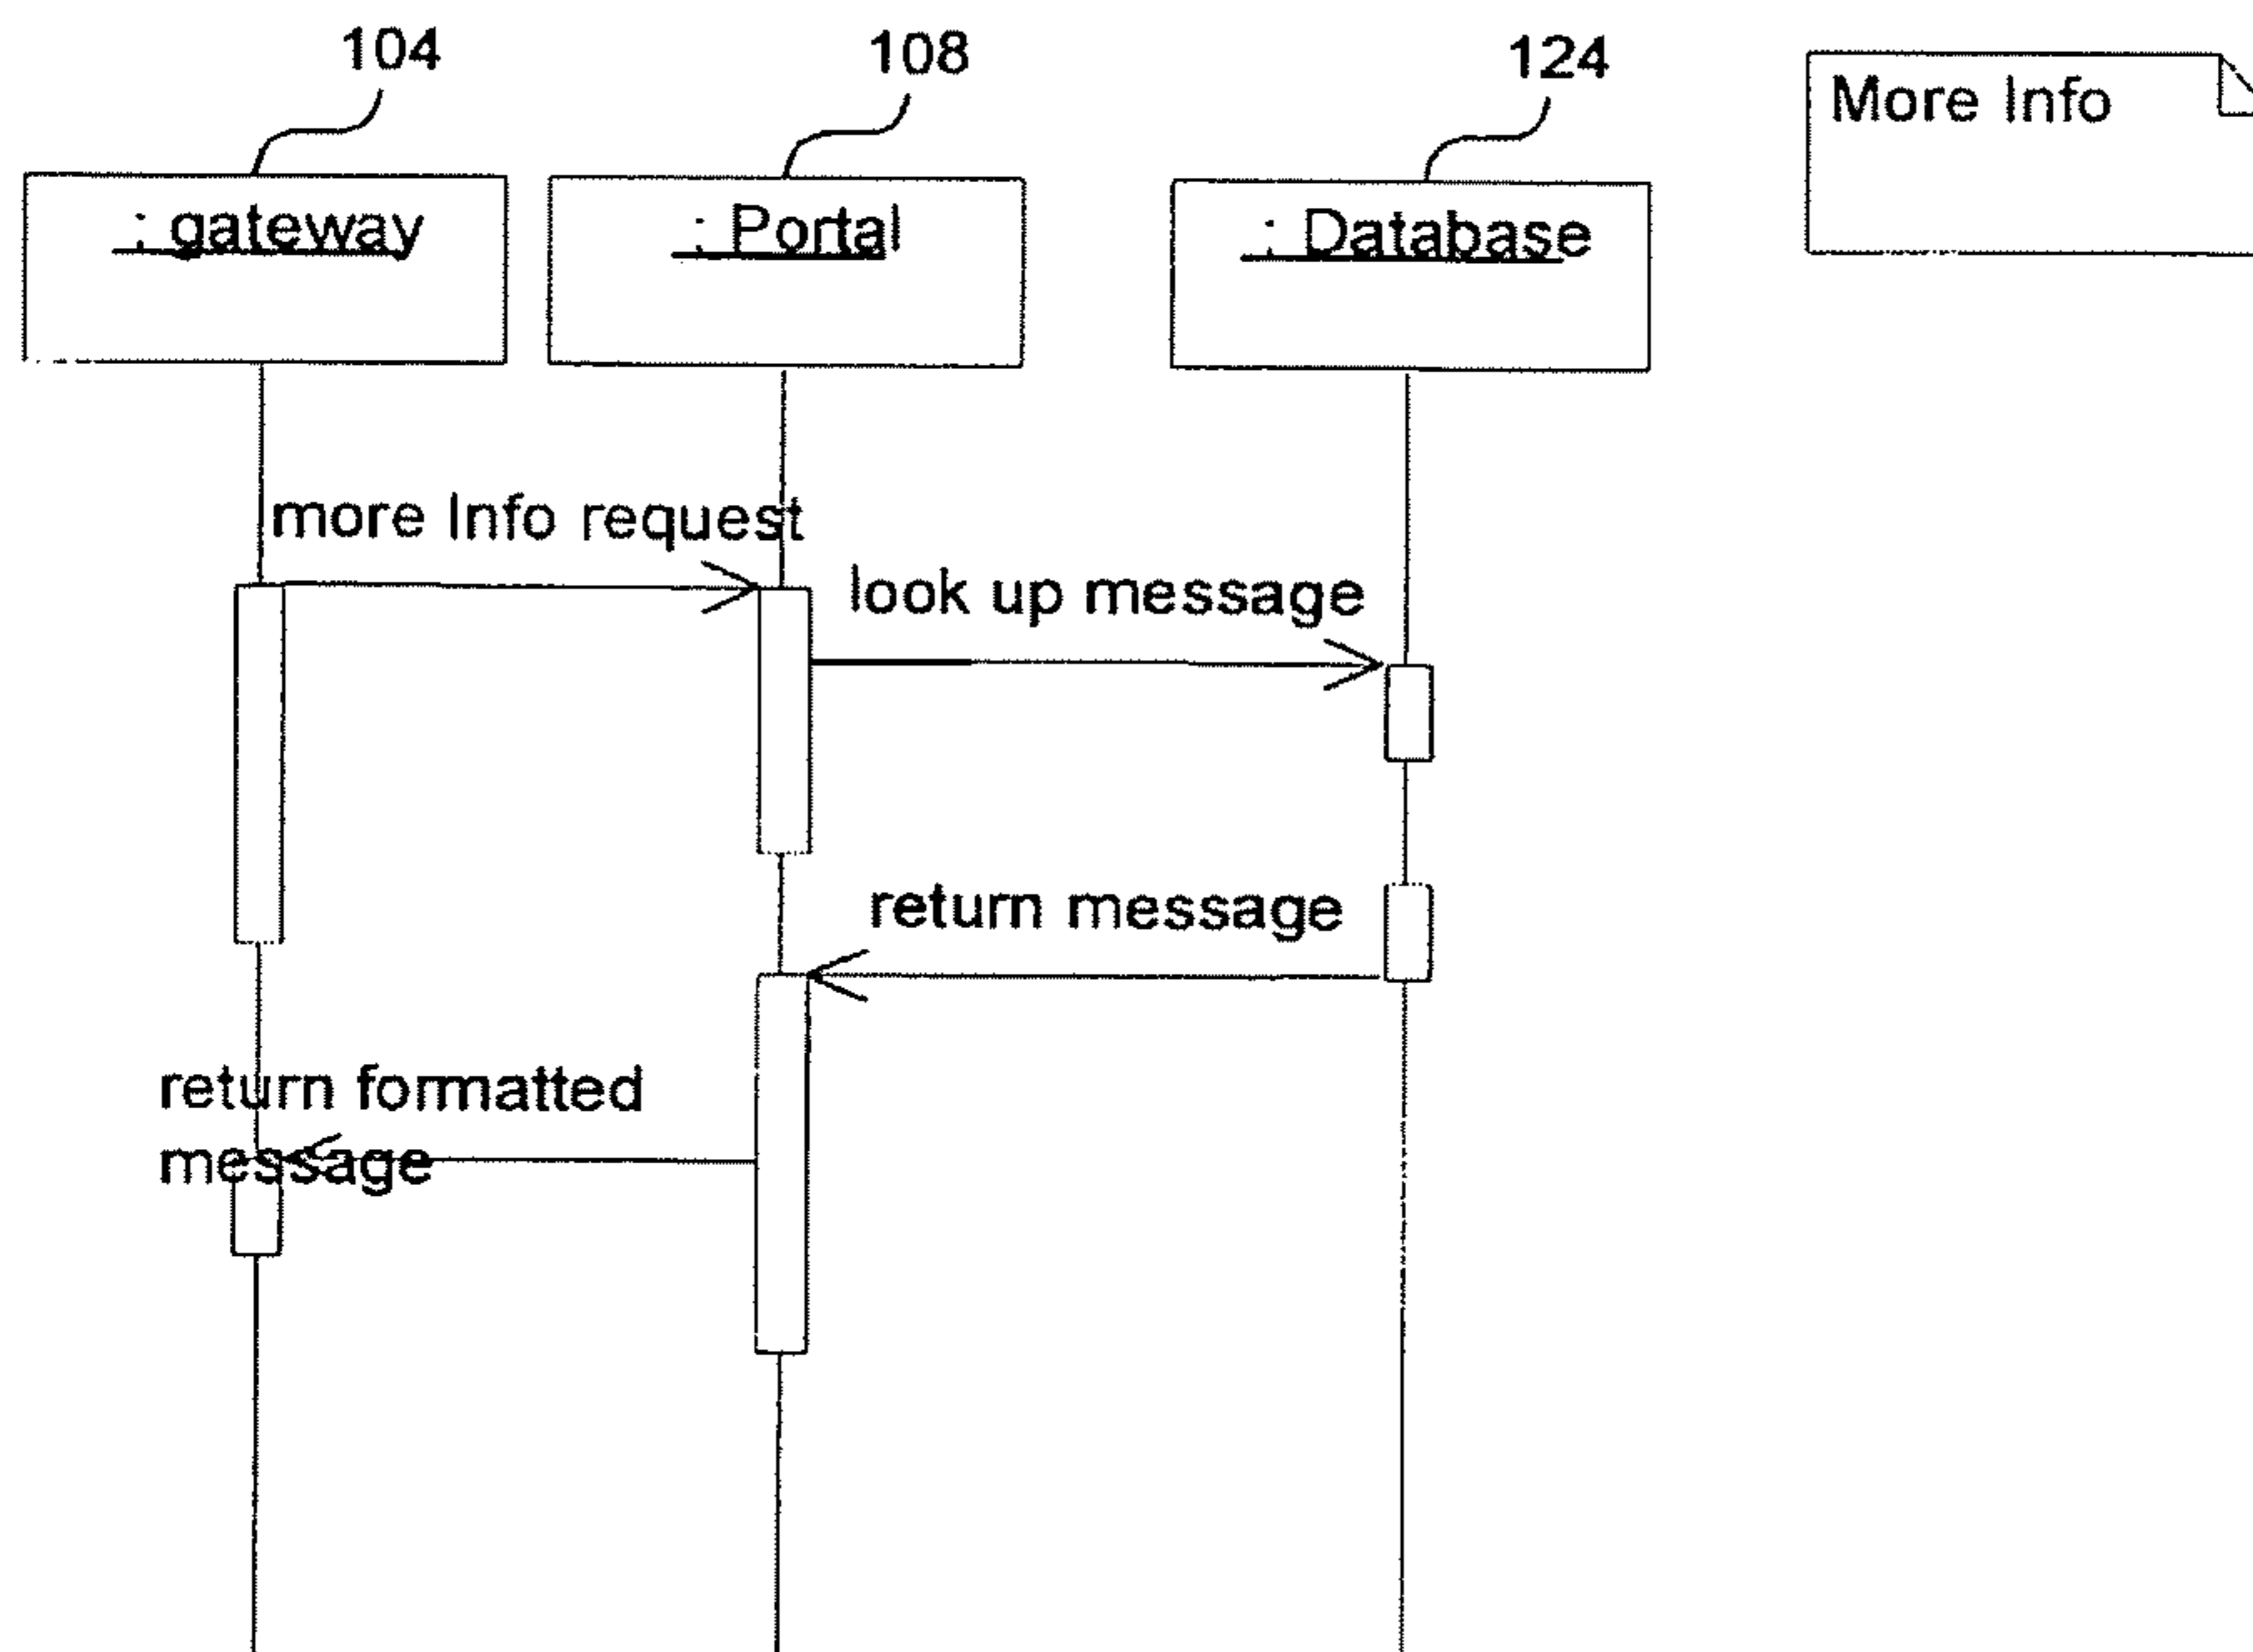 104
108
124
More Info
: gateway
: Portal
: Database
more Info request
look up message
return message
return formatted
message